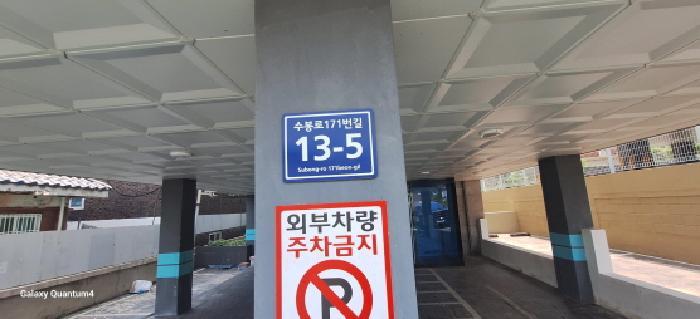 수봉로171번길
13-5
Subong-ro 171beon-gil
외부차량
주차금지
P
Galaxy Quantum4